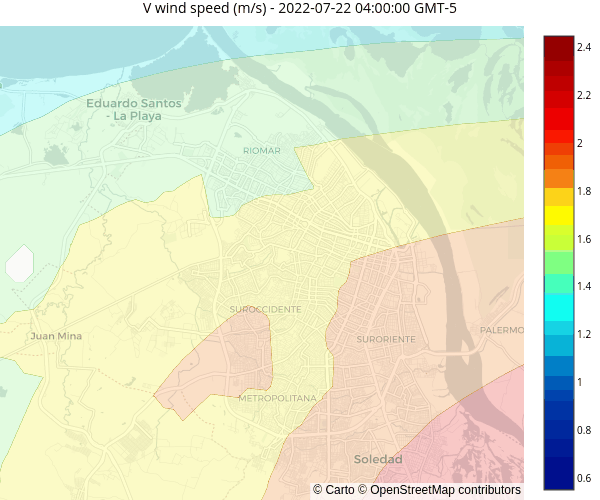 V wind speed (m/s) - 2022-07-22 04:00:00 GMT-5
Eduardo Santos
- La Playa
RIOMAR
SUROCCIDENTE
Juan Mina
SURORIENTE
PALERMO
METROPOLITANA
Soledad
© Carto © OpenStreetMap contributors
2.4
2.2
2
1.8
1.6
1.4
1.2
1
0.8
0.6